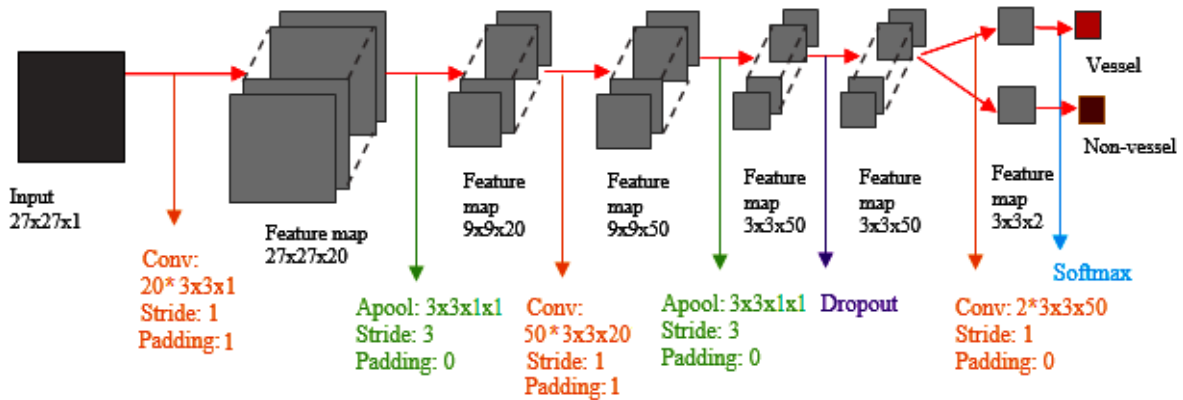 Input
27x27x1
Feature map
27x27x20
Feature
map
9x9x20
Feature
map
9x9x50
Feature
map
3x3x50
Feature
map
3x3x50
Feature
map
3x3x2
Vessel
Non-vessel
Conv:
20*3x3x1
Stride: 1
Padding: 1
Apool: 3x3x1x1
Stride: 3
Padding: 0
Conv:
50*3x3x20
Stride: 1
Padding: 1
Apool: 3x3x1x1
Stride: 3
Padding: 0
Dropout
Conv: 2*3x3x50
Stride: 1
Padding: 0
Softmax